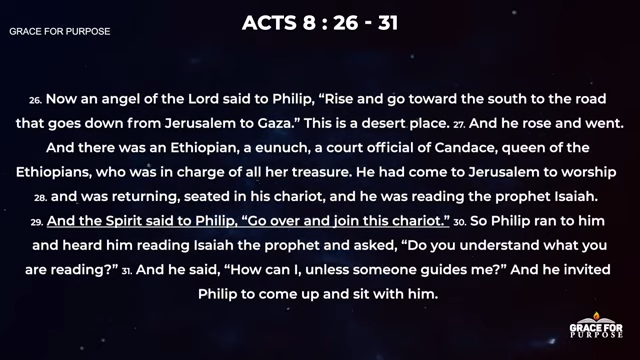 GRACE FOR PURPOSE
ACTS 8 : 26 - 31
26. Now an angel of the Lord said to Philip, “Rise and go toward the south to the road
that goes down from Jerusalem to Gaza.” This is a desert place. 27. And he rose and went.
And there was an Ethiopian, a eunuch, a court official of Candace, queen of the
Ethiopians, who was in charge of all her treasure. He had come to Jerusalem to worship
28. and was returning, seated in his chariot, and he was reading the prophet Isaiah.
29. And the Spirit said to Philip, “Go over and join this chariot.” 30. So Philip ran to him
and heard him reading Isaiah the prophet and asked, “Do you understand what you
are reading?” 31. And he said, “How can I, unless someone guides me?” And he invited
Philip to come up and sit with him.
GRACE FOR
PURPOSE